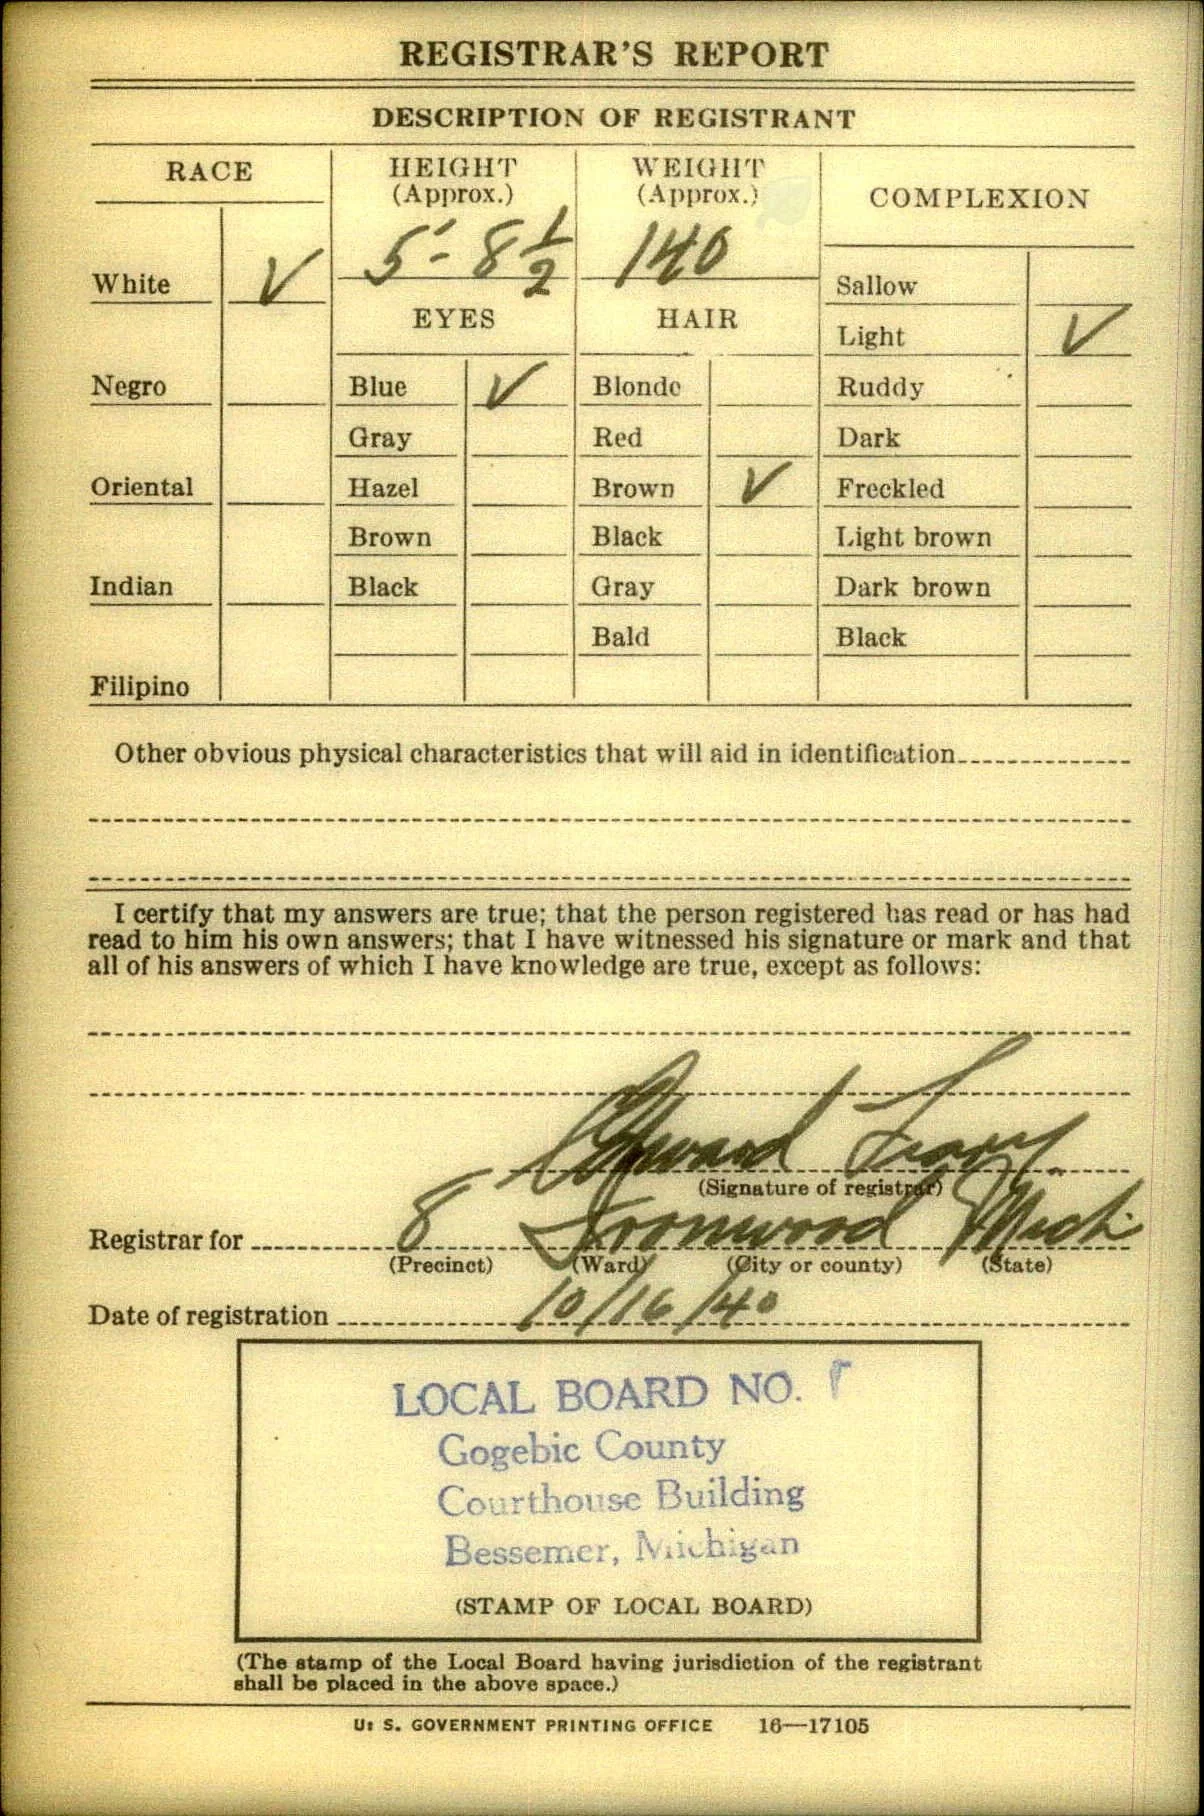 REGISTRAR'S REPORT
DESCRIPTION OF REGISTRANT
RACE
HEIGHT
(Approx.)
WEIGHT
(Approx.)
COMPLEXION
5'-8 1/2
140
White ✓
EYES
HAIR
Sallow
Light ✓
Negro
Blue ✓
Blonde
Ruddy
Gray
Red
Dark
Oriental
Hazel
Brown ✓
Freckled
Brown
Black
Light brown
Indian
Black
Gray
Dark brown
Bald
Black
Filipino
Other obvious physical characteristics that will aid in identification
I certify that my answers are true; that the person registered has read or has had
read to him his own answers; that I have witnessed his signature or mark and that
all of his answers of which I have knowledge are true, except as follows:
Edward
(Signature of registrar)
Registrar for 8 Ironwood Mich.
(Precinct) (Ward) (City or county) (State)
Date of registration 10/16/40
LOCAL BOARD NO.
Gogebic County
Courthouse Building
Bessemer, Michigan
(STAMP OF LOCAL BOARD)
(The stamp of the Local Board having jurisdiction of the registrant
shall be placed in the above space.)
U. S. GOVERNMENT PRINTING OFFICE 16—17105